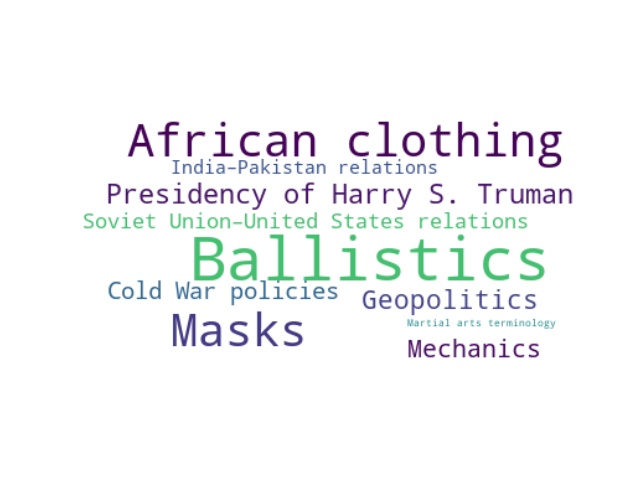 African clothing
India–Pakistan relations
Presidency of Harry S. Truman
Soviet Union–United States relations
Ballistics
Cold War policies
Geopolitics
Masks
Martial arts terminology
Mechanics